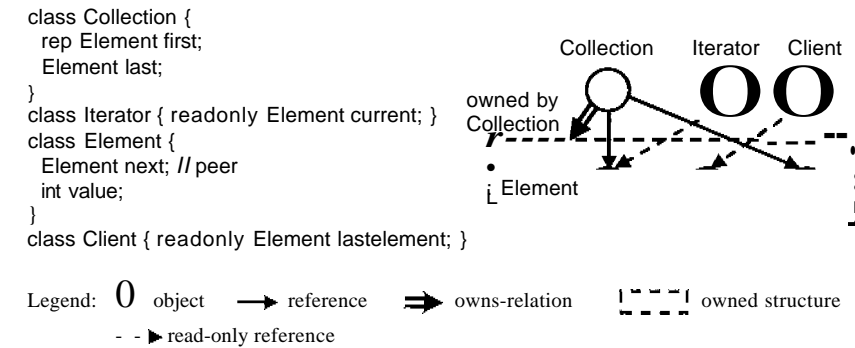 class Collection {
rep Element first;
Element last;
}
class Iterator { readonly Element current; }
class Element {
Element next; // peer
int value;
}
class Client { readonly Element lastelement; }
Collection Iterator Client
owned by
Collection
Element
Legend: O object reference owns-relation owned structure
read-only reference